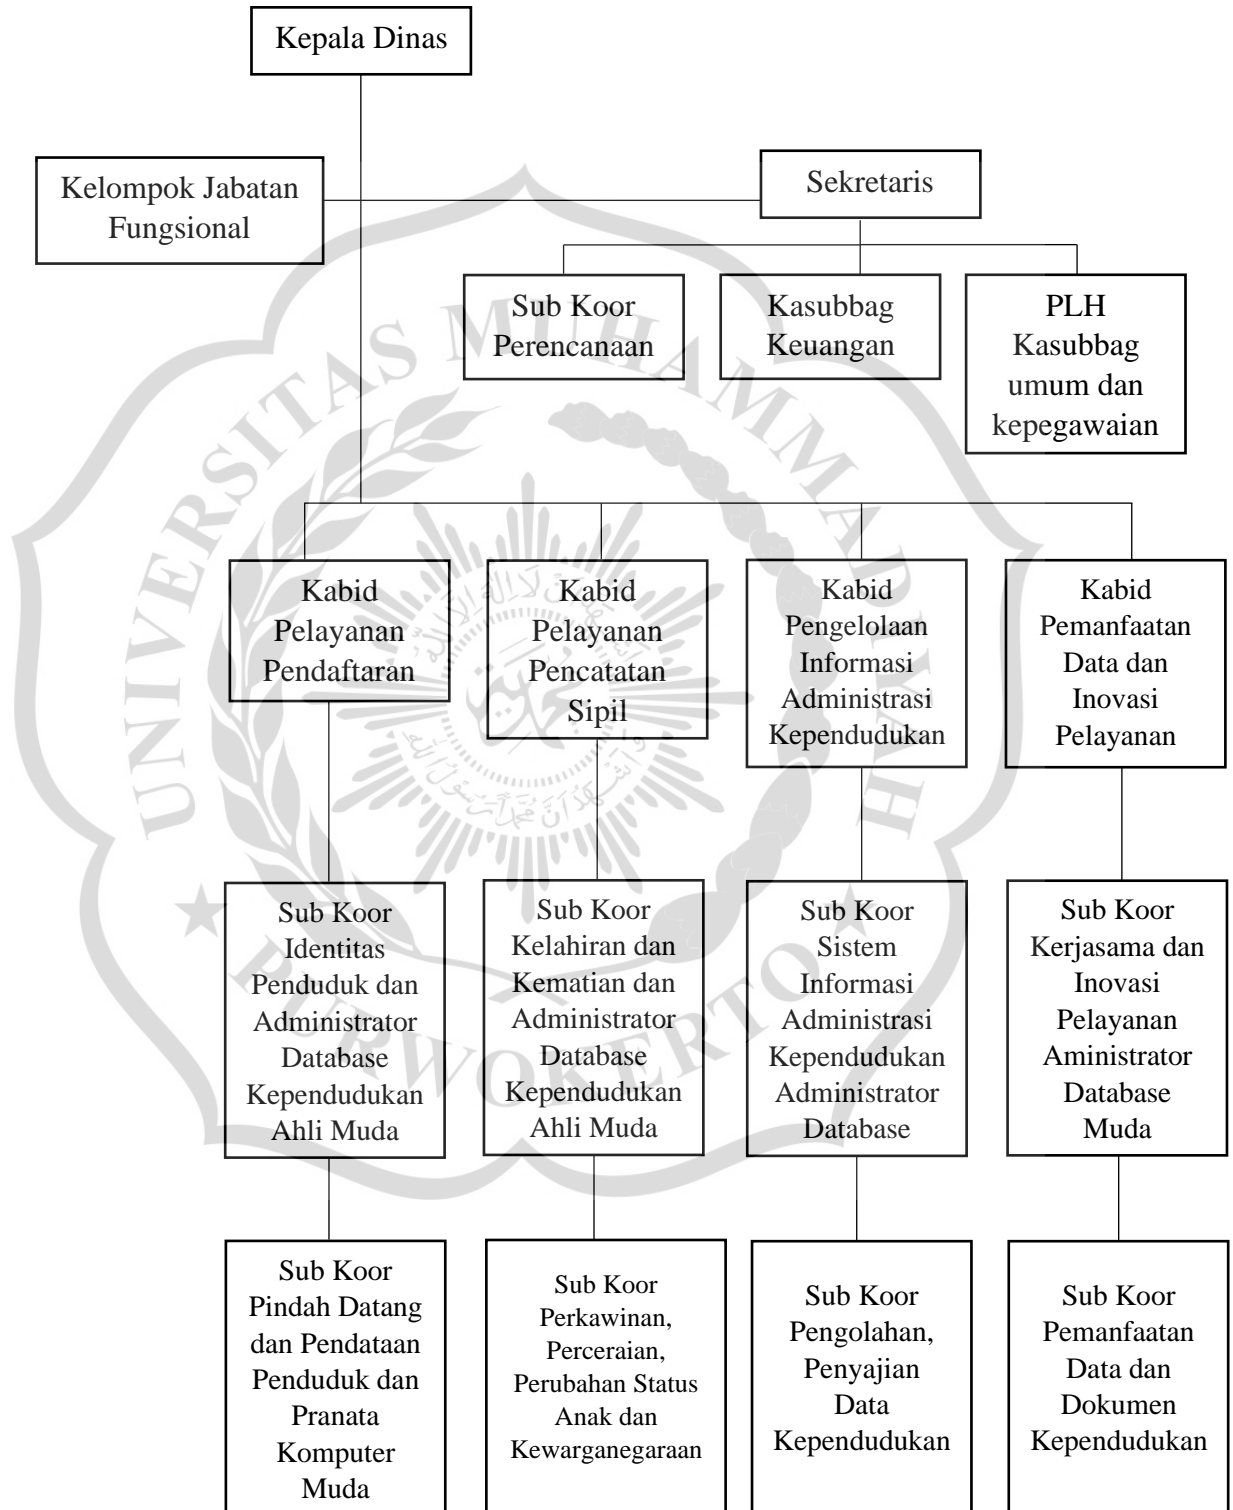 Kepala Dinas
Kelompok Jabatan
Fungsional
Sekretaris
Sub Koor
Perencanaan
Kasubbag
Keuangan
PLH
Kasubbag
umum dan
kepegawaian
Kabid
Pelayanan
Pendaftaran
Kabid
Pelayanan
Pencatatan
Sipil
Kabid
Pengelolaan
Informasi
Administrasi
Kependudukan
Kabid
Pemanfaatan
Data dan
Inovasi
Pelayanan
Sub Koor
Identitas
Penduduk dan
Administrator
Database
Kependudukan
Ahli Muda
Sub Koor
Kelahiran dan
Kematian dan
Administrator
Database
Kependudukan
Ahli Muda
Sub Koor
Sistem
Informasi
Administrasi
Kependudukan
Administrator
Database
Sub Koor
Kerjasama dan
Inovasi
Pelayanan
Aministrator
Database
Muda
Sub Koor
Pindah Datang
dan Pendataan
Penduduk dan
Pranata
Komputer
Muda
Sub Koor
Perkawinan,
Perceraian,
Perubahan Status
Anak dan
Kewarganegaraan
Sub Koor
Pengolahan,
Penyajian
Data
Kependudukan
Sub Koor
Pemanfaatan
Data dan
Dokumen
Kependudukan
UNIVERSITAS MUHAMMADIYAH
PURWOKERTO